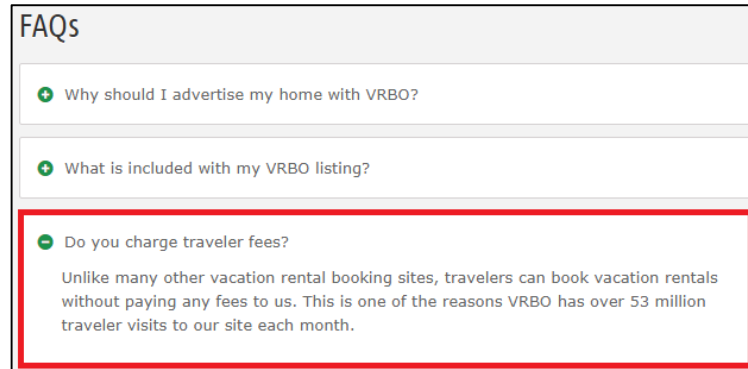 FAQs
Why should I advertise my home with VRBO?
What is included with my VRBO listing?
Do you charge traveler fees?
Unlike many other vacation rental booking sites, travelers can book vacation rentals
without paying any fees to us. This is one of the reasons VRBO has over 53 million
traveler visits to our site each month.